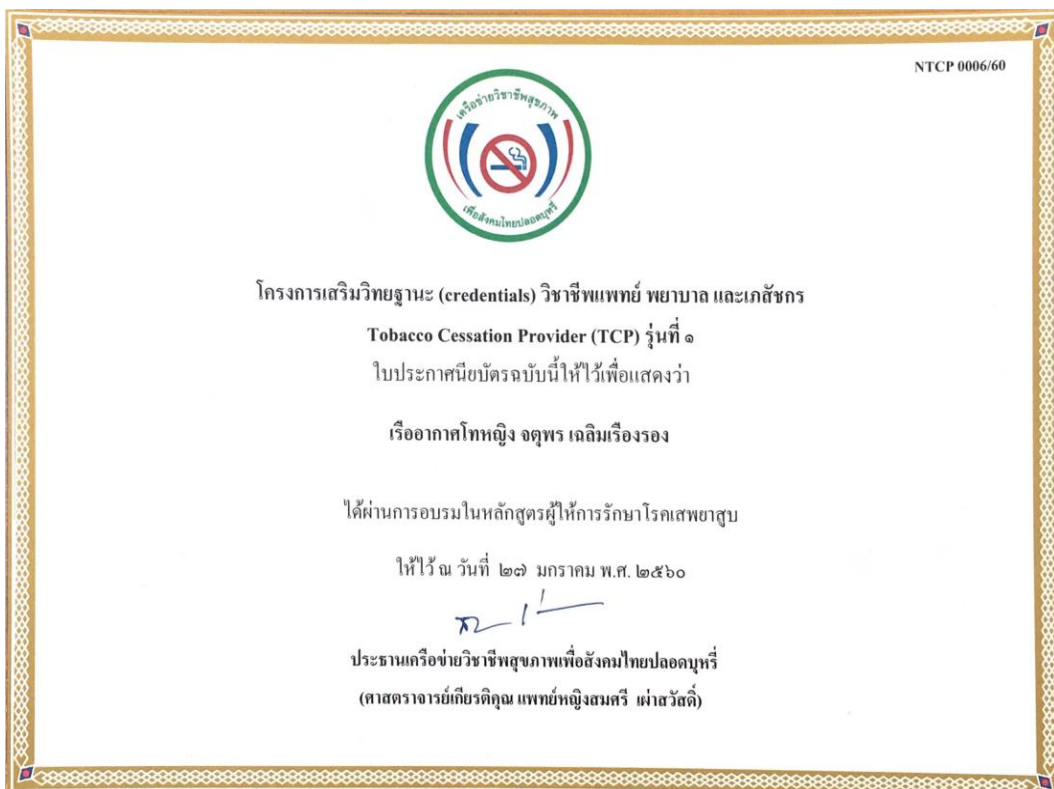 NTCP 0006/60
เครือข่ายวิชาชีพสุขภาพ
เพื่อสังคมไทยปลอดบุหรี่
โครงการเสริมวิทยฐานะ (credentials) วิชาชีพแพทย์ พยาบาล และเภสัชกร
Tobacco Cessation Provider (TCP) รุ่นที่ ๑
ใบประกาศนียบัตรฉบับนี้ให้ไว้เพื่อแสดงว่า
เรืออากาศโทหญิง จตุพร เฉลิมเรืองรอง
ได้ผ่านการอบรมในหลักสูตรผู้ให้การรักษาโรคเสพยาสูบ
ให้ไว้ ณ วันที่ ๒๗ มกราคม พ.ศ. ๒๕๖๐
ประธานเครือข่ายวิชาชีพสุขภาพเพื่อสังคมไทยปลอดบุหรี่
(ศาสตราจารย์เกียรติคุณ แพทย์หญิงสมศรี เผ่าสวัสดิ์)